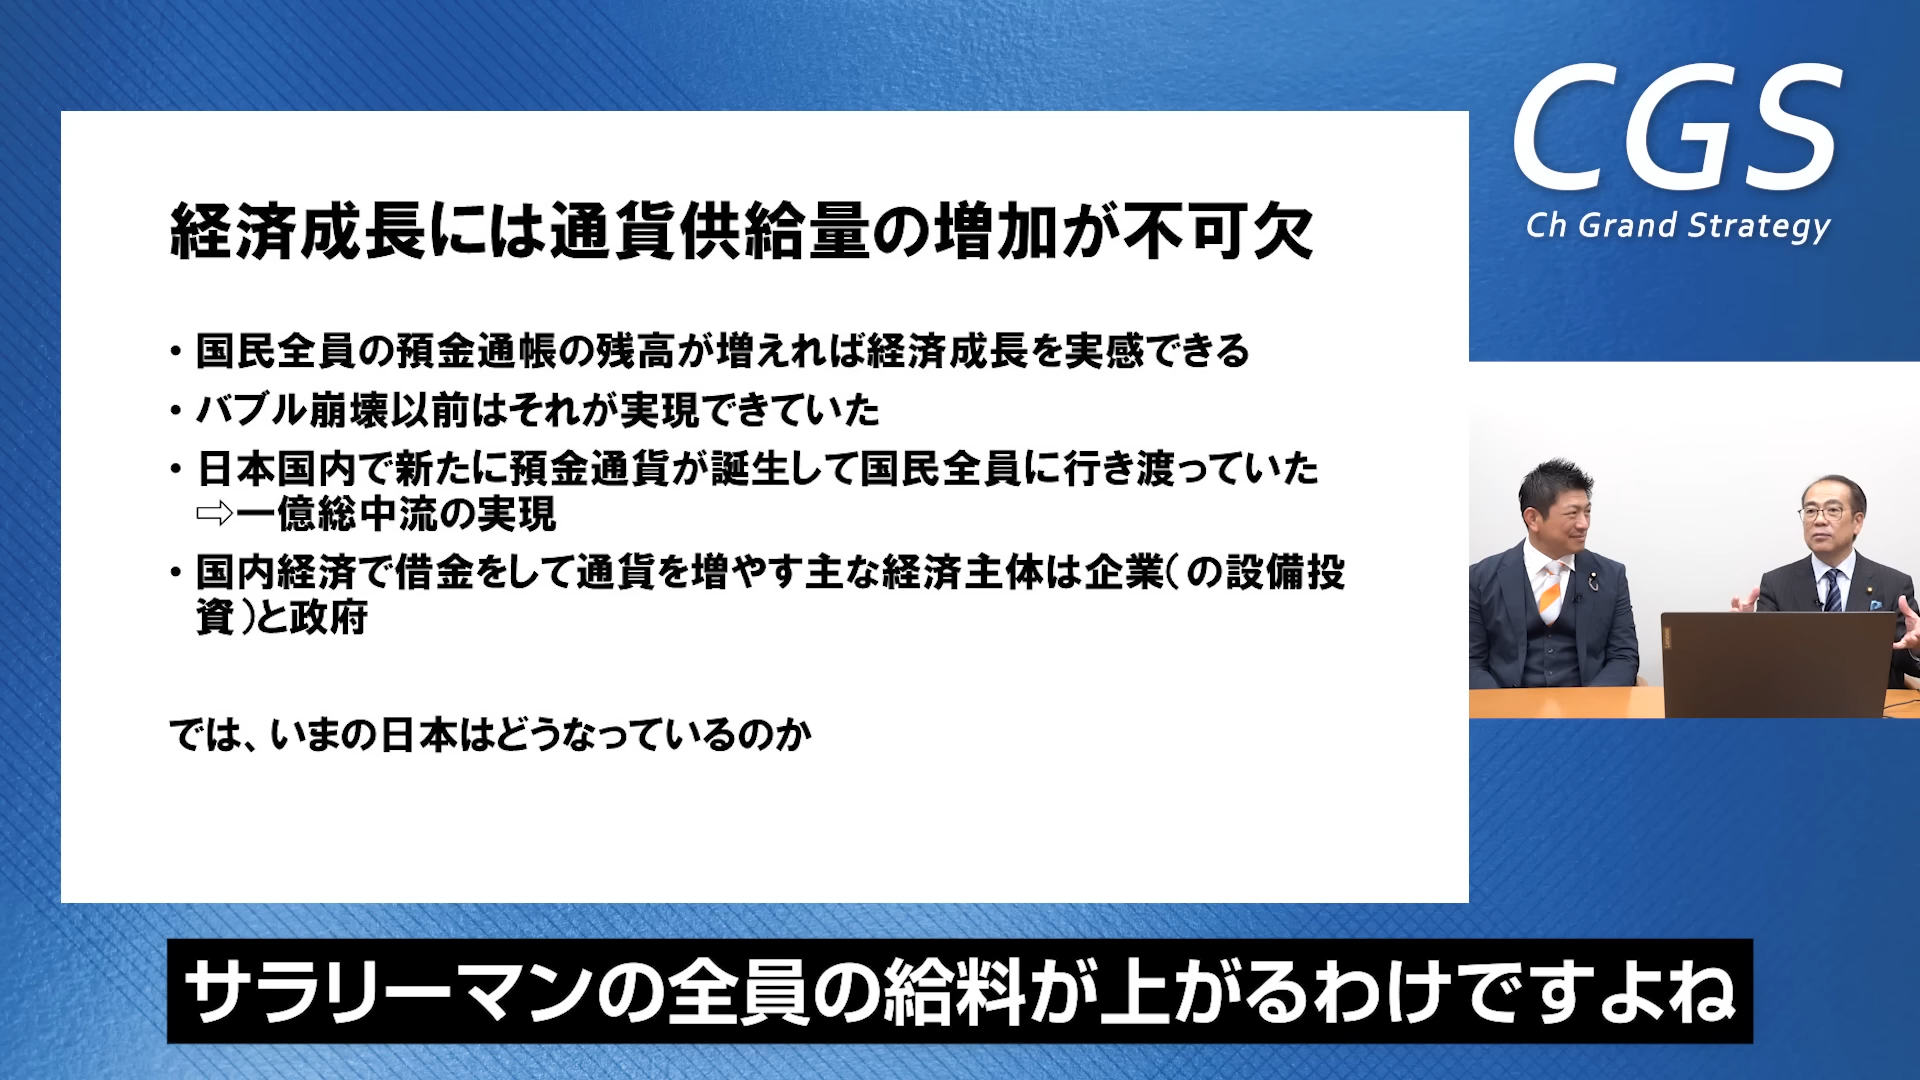 CGS
Ch Grand Strategy
経済成長には通貨供給量の増加が不可欠
・国民全員の預金通帳の残高が増えれば経済成長を実感できる
・バブル崩壊以前はそれが実現できていた
・日本国内で新たに預金通貨が誕生して国民全員に行き渡っていた
⇨一億総中流の実現
・国内経済で借金をして通貨を増やす主な経済主体は企業(の設備投
資)と政府
では、いまの日本はどうなっているのか
サラリーマンの全員の給料が上がるわけですよね